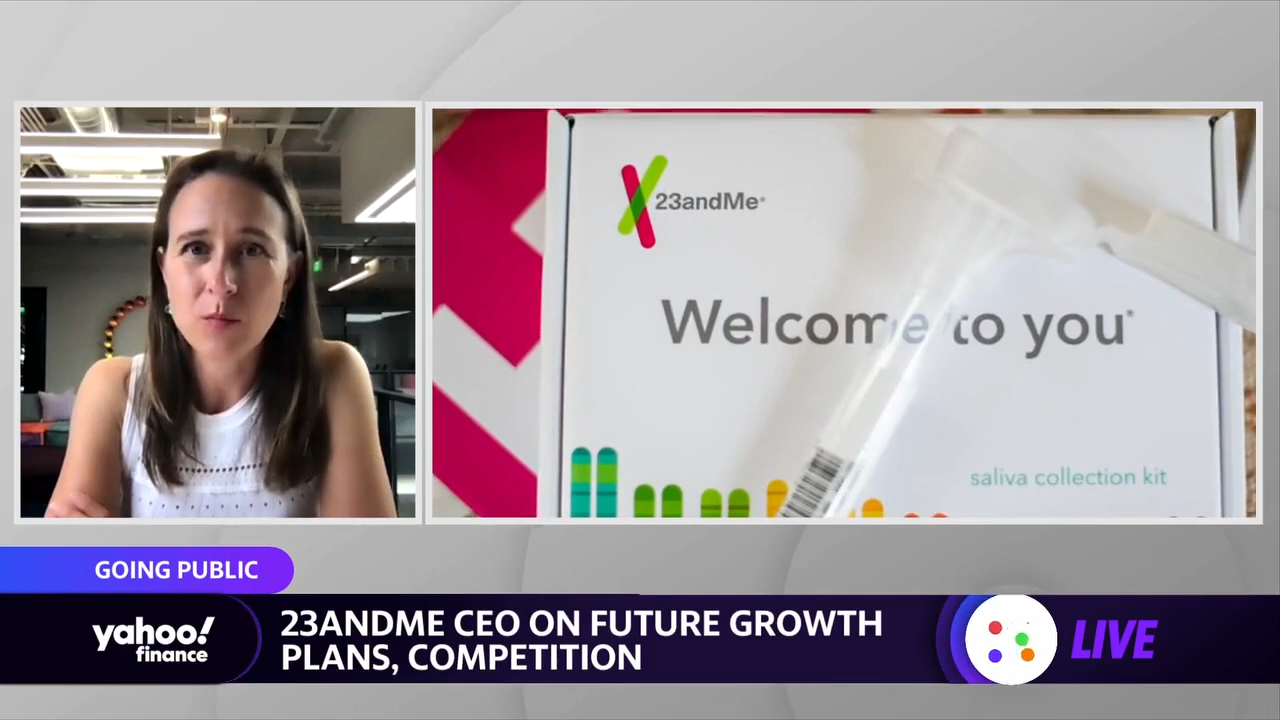 23andMe®
Welcome to you®
saliva collection kit
GOING PUBLIC
yahoo!
finance
23ANDME CEO ON FUTURE GROWTH
PLANS, COMPETITION
LIVE